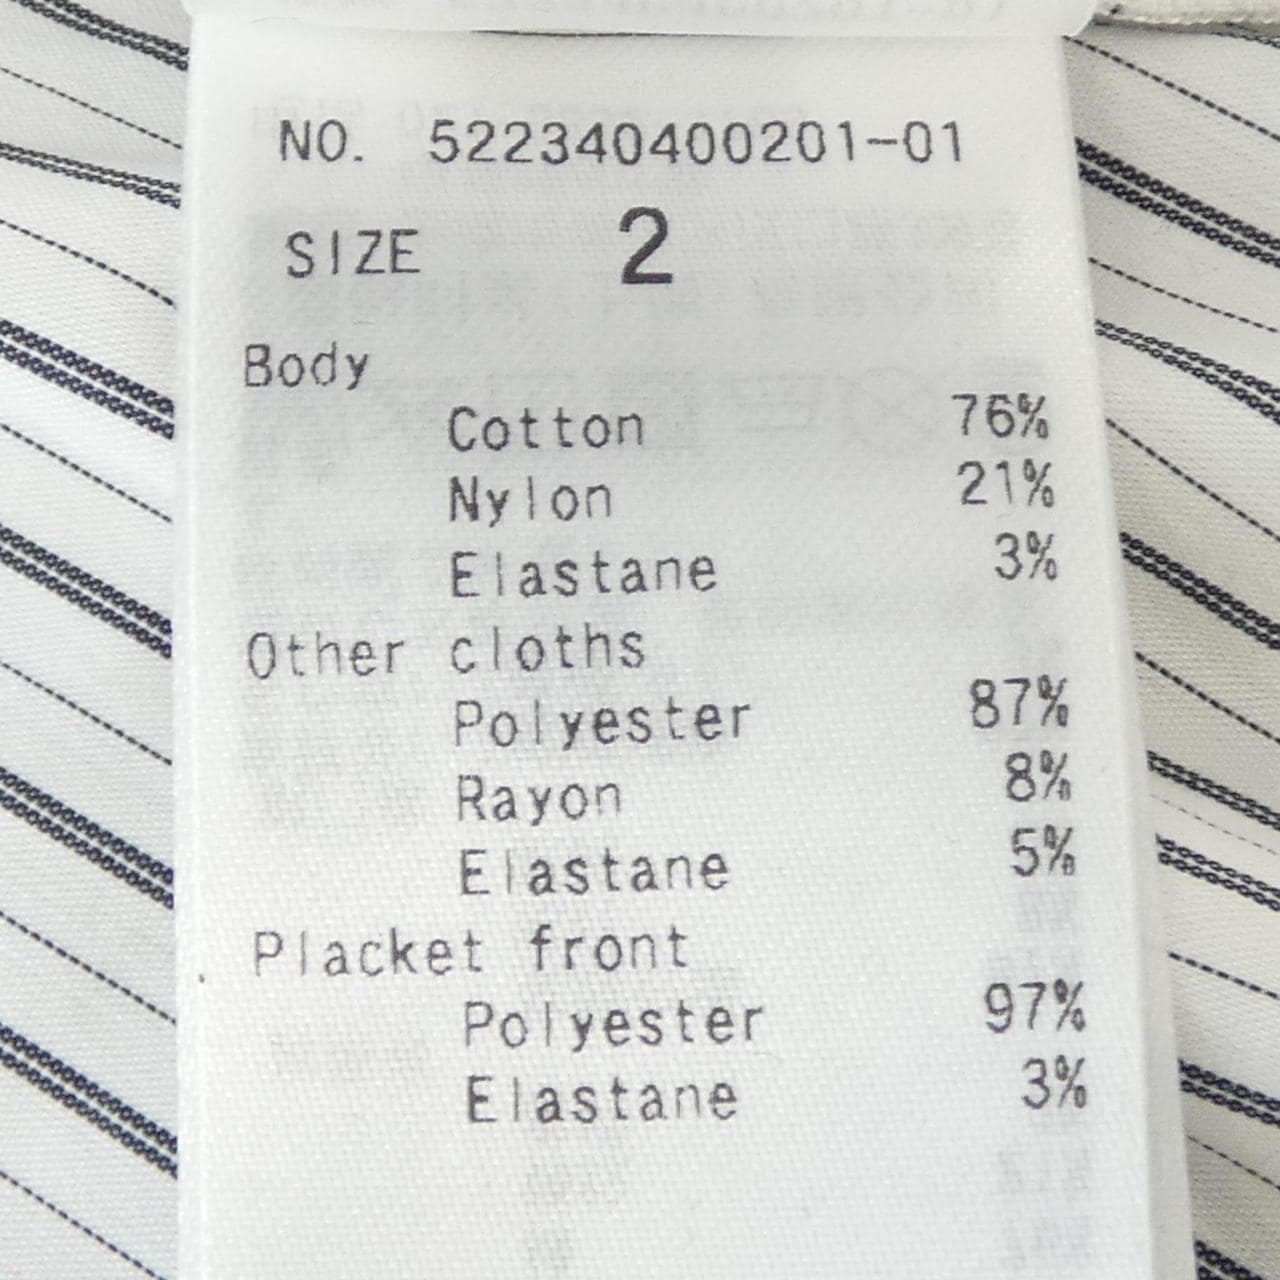 NO. 522340400201-01
SIZE 2
Body
Cotton 76%
Nylon 21%
Elastane 3%
Other cloths
Polyester 87%
Rayon 8%
Elastane 5%
Placket front
Polyester 97%
Elastane 3%